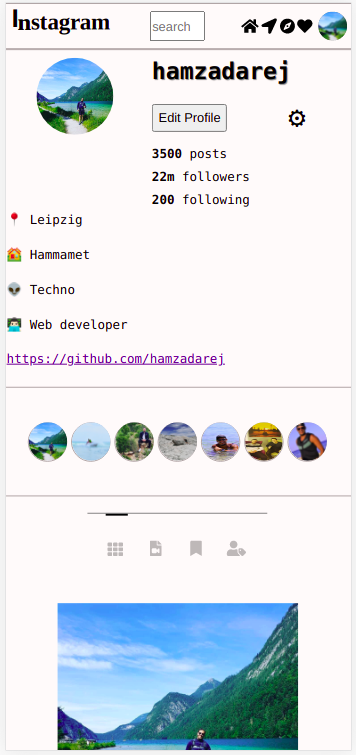 Instagram
search
hamzadarej
Edit Profile
3500 posts
22m followers
200 following
Leipzig
Hammamet
Techno
Web developer
https://github.com/hamzadarej